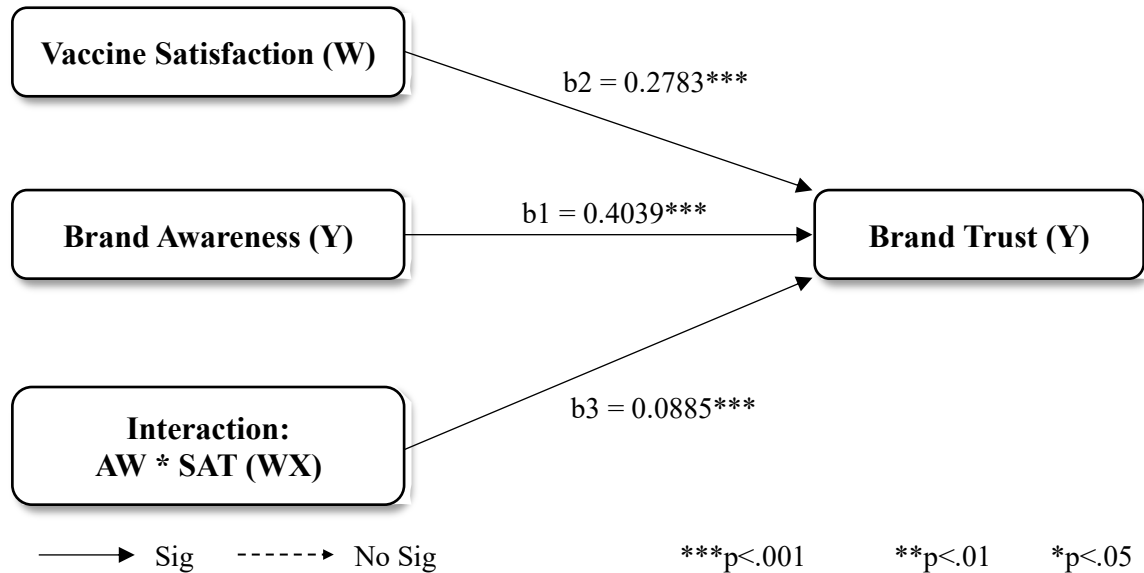 Vaccine Satisfaction (W)
b2 = 0.2783***
Brand Awareness (Y)
b1 = 0.4039***
Brand Trust (Y)
b3 = 0.0885***
Interaction:
AW * SAT (WX)
Sig No Sig ***p<.001 **p<.01 *p<.05